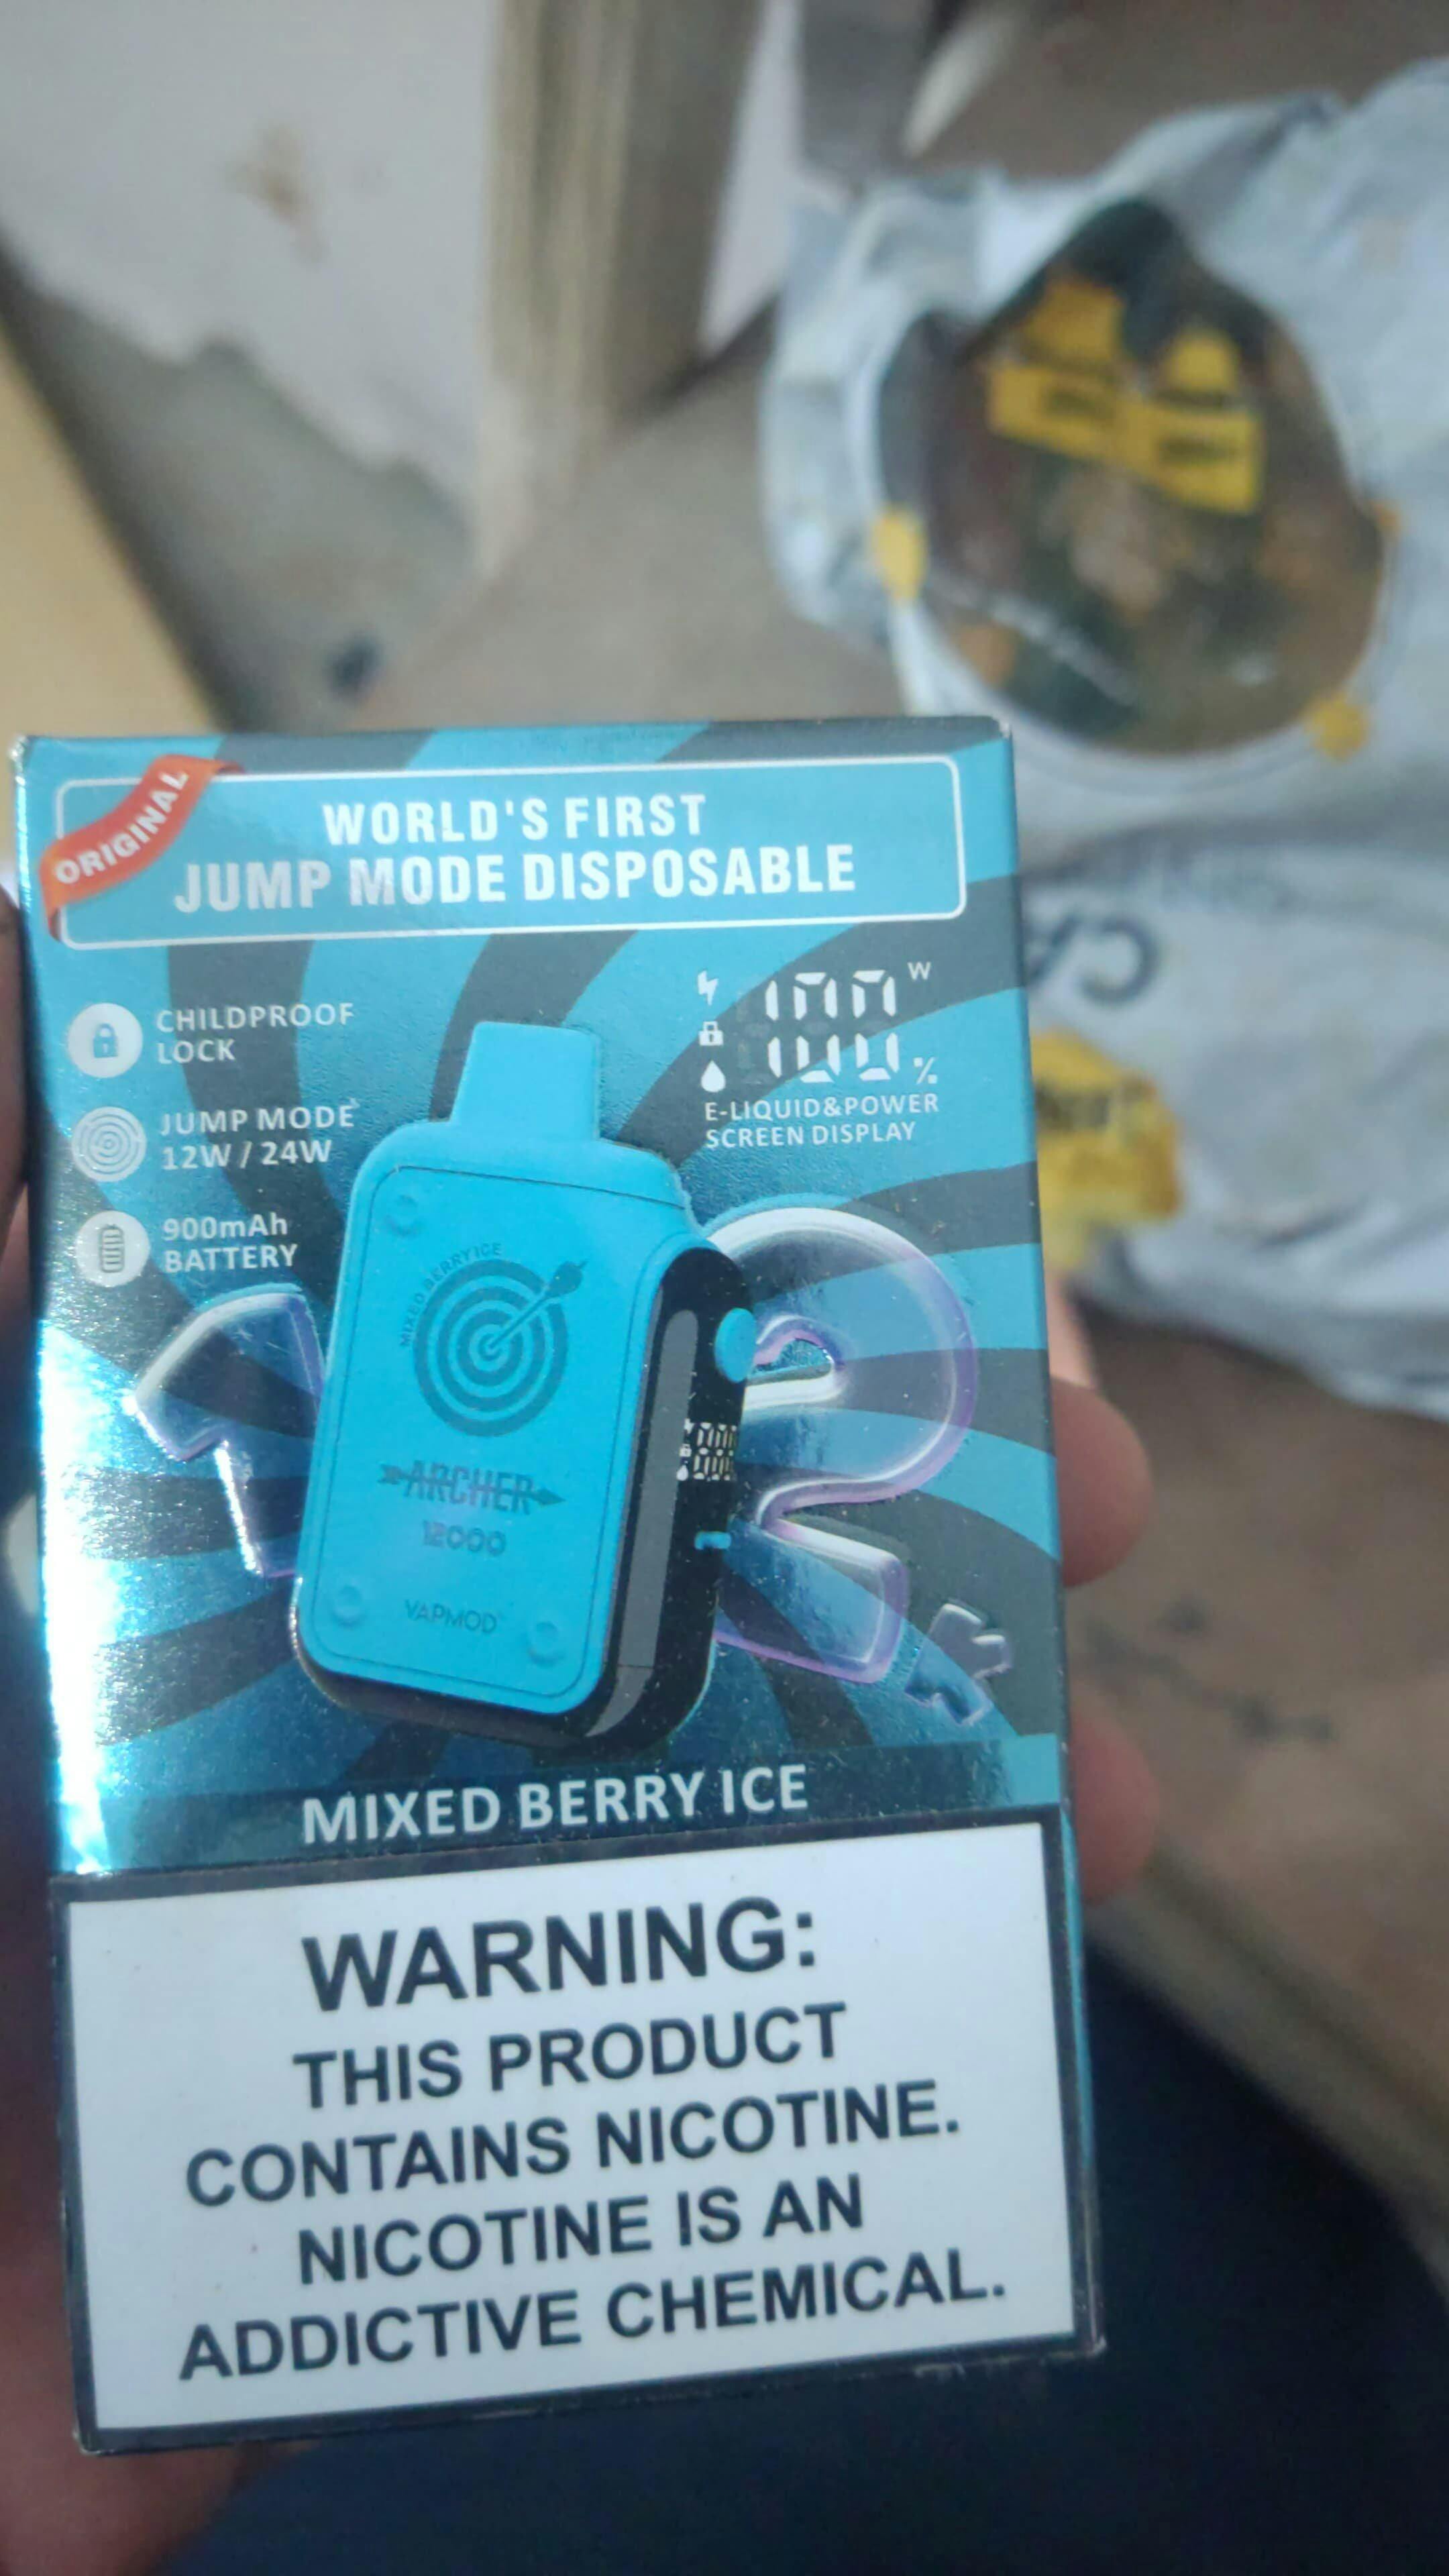 ORIGINAL
WORLD'S FIRST
JUMP MODE DISPOSABLE
CHILDPROOF
LOCK
JUMP MODE
12W / 24W
900mAh
BATTERY
100 W
100 %
E-LIQUID&POWER
SCREEN DISPLAY
12K
MIXED BERRY ICE
ARCHER
12000
VAPMOD
MIXED BERRY ICE
WARNING:
THIS PRODUCT
CONTAINS NICOTINE.
NICOTINE IS AN
ADDICTIVE CHEMICAL.